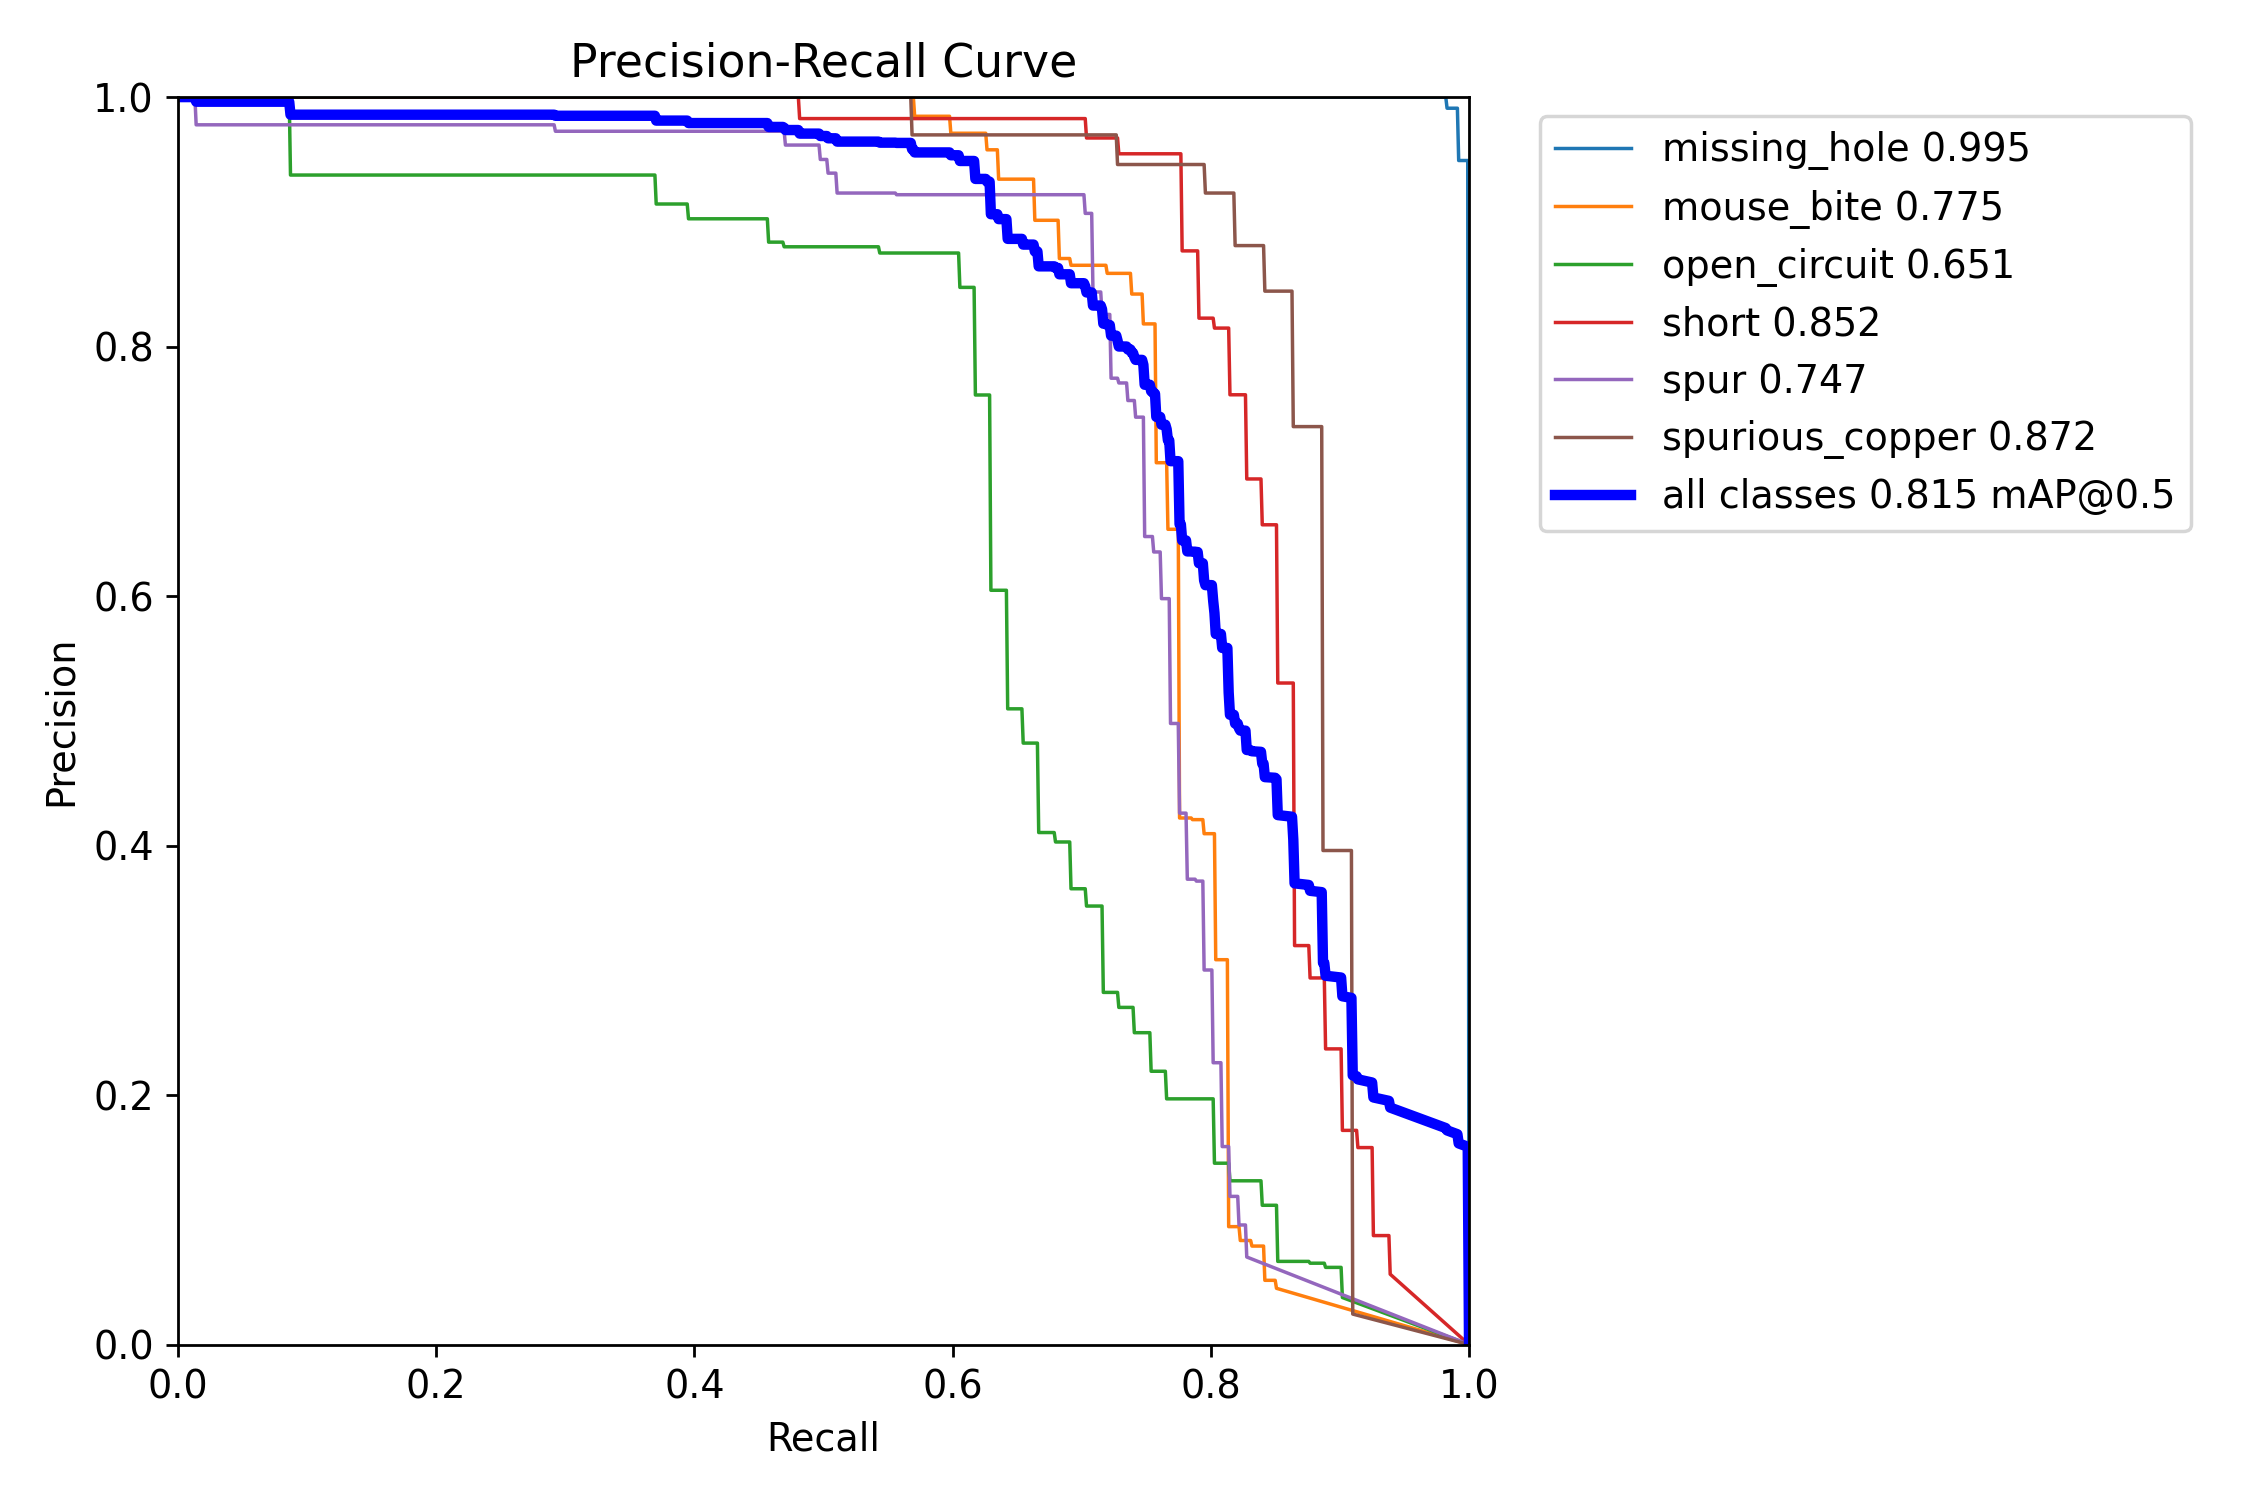 Precision-Recall Curve
1.0
0.8
0.6
0.4
0.2
0.0
Precision
0.0 0.2 0.4 0.6 0.8 1.0
Recall
missing_hole 0.995
mouse_bite 0.775
open_circuit 0.651
short 0.852
spur 0.747
spurious_copper 0.872
all classes 0.815 mAP@0.5